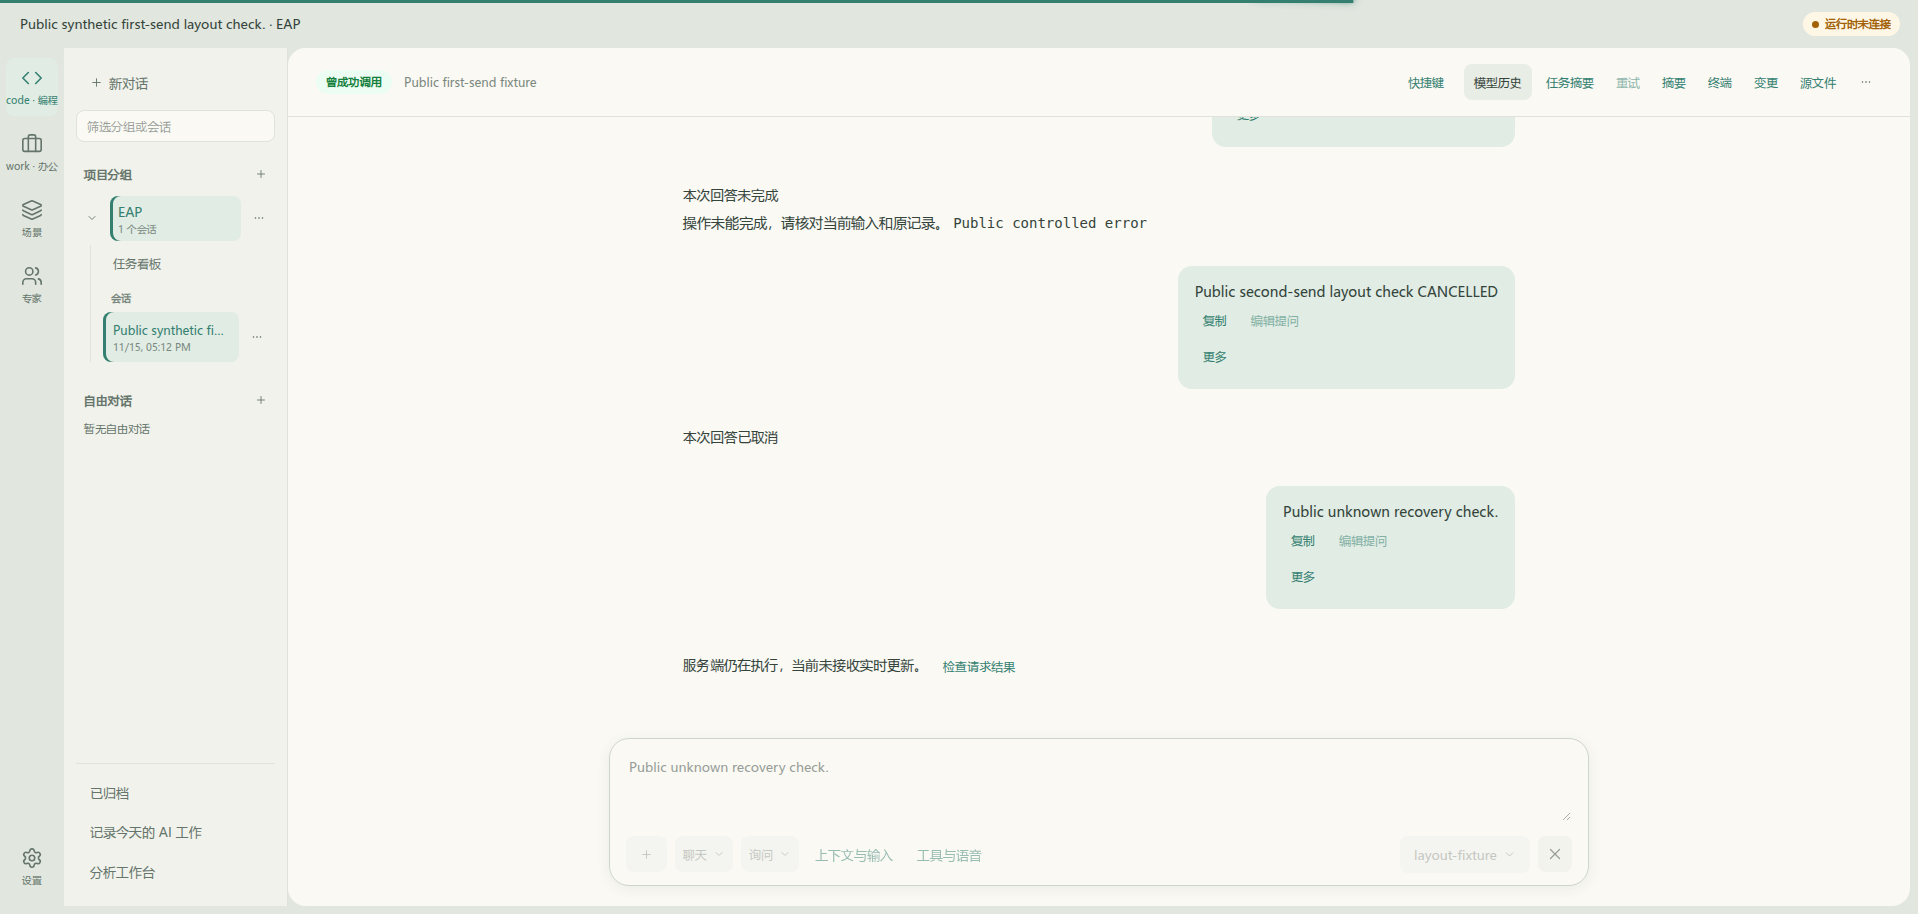 Public synthetic first-send layout check. · EAP
运行时未连接
code · 编程
work · 办公
场景
专家
设置
+ 新对话
筛选分组或会话
项目分组 +
EAP
1 个会话
...
任务看板
会话
Public synthetic fi...
11/15, 05:12 PM
...
自由对话 +
暂无自由对话
已归档
记录今天的 AI 工作
分析工作台
曾成功调用 Public first-send fixture
快捷键 模型历史 任务摘要 重试 摘要 终端 变更 源文件 ...
更多
本次回答未完成
操作未能完成，请核对当前输入和原记录。 Public controlled error
Public second-send layout check CANCELLED
复制 编辑提问
更多
本次回答已取消
Public unknown recovery check.
复制 编辑提问
更多
服务端仍在执行，当前未接收实时更新。 检查请求结果
Public unknown recovery check.
+ 聊天 询问 上下文与输入 工具与语音 layout-fixture